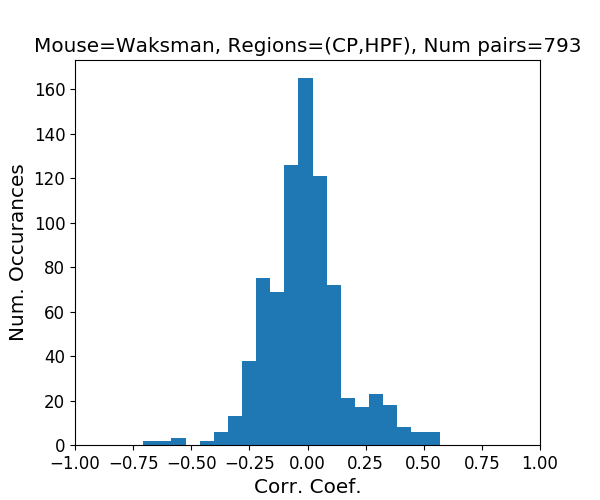 Mouse=Waksman, Regions=(CP,HPF), Num pairs=793
160
140
120
100
80
60
40
20
0
Num. Occurances
−1.00 −0.75 −0.50 −0.25 0.00 0.25 0.50 0.75 1.00
Corr. Coef.